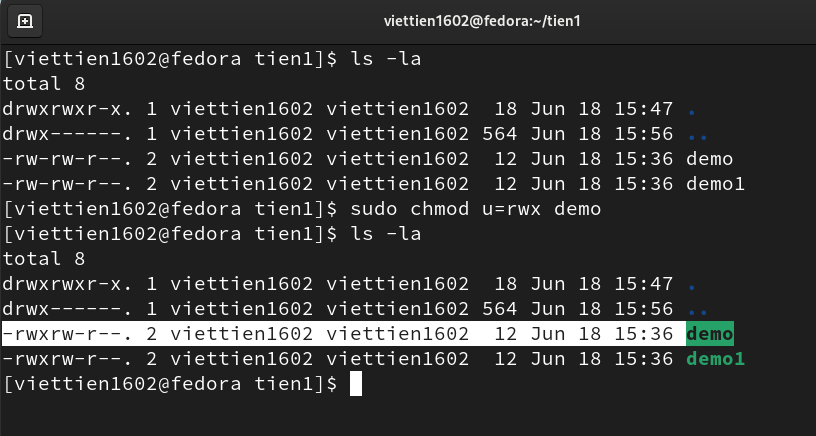 viettien1602@fedora:~/tien1
[viettien1602@fedora tien1]$ ls -la
total 8
drwxrwxr-x. 1 viettien1602 viettien1602  18 Jun 18 15:47 .
drwx------. 1 viettien1602 viettien1602 564 Jun 18 15:56 ..
-rw-rw-r--. 2 viettien1602 viettien1602  12 Jun 18 15:36 demo
-rw-rw-r--. 2 viettien1602 viettien1602  12 Jun 18 15:36 demo1
[viettien1602@fedora tien1]$ sudo chmod u=rwx demo
[viettien1602@fedora tien1]$ ls -la
total 8
drwxrwxr-x. 1 viettien1602 viettien1602  18 Jun 18 15:47 .
drwx------. 1 viettien1602 viettien1602 564 Jun 18 15:56 ..
-rwxrw-r--. 2 viettien1602 viettien1602  12 Jun 18 15:36 demo
-rwxrw-r--. 2 viettien1602 viettien1602  12 Jun 18 15:36 demo1
[viettien1602@fedora tien1]$